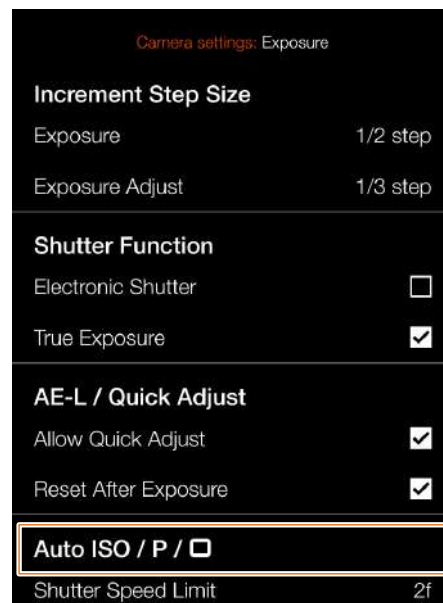 Camera settings: Exposure
Increment Step Size
Exposure 1/2 step
Exposure Adjust 1/3 step
Shutter Function
Electronic Shutter
True Exposure
AE-L / Quick Adjust
Allow Quick Adjust
Reset After Exposure
Auto ISO / P /
Shutter Speed Limit 2f